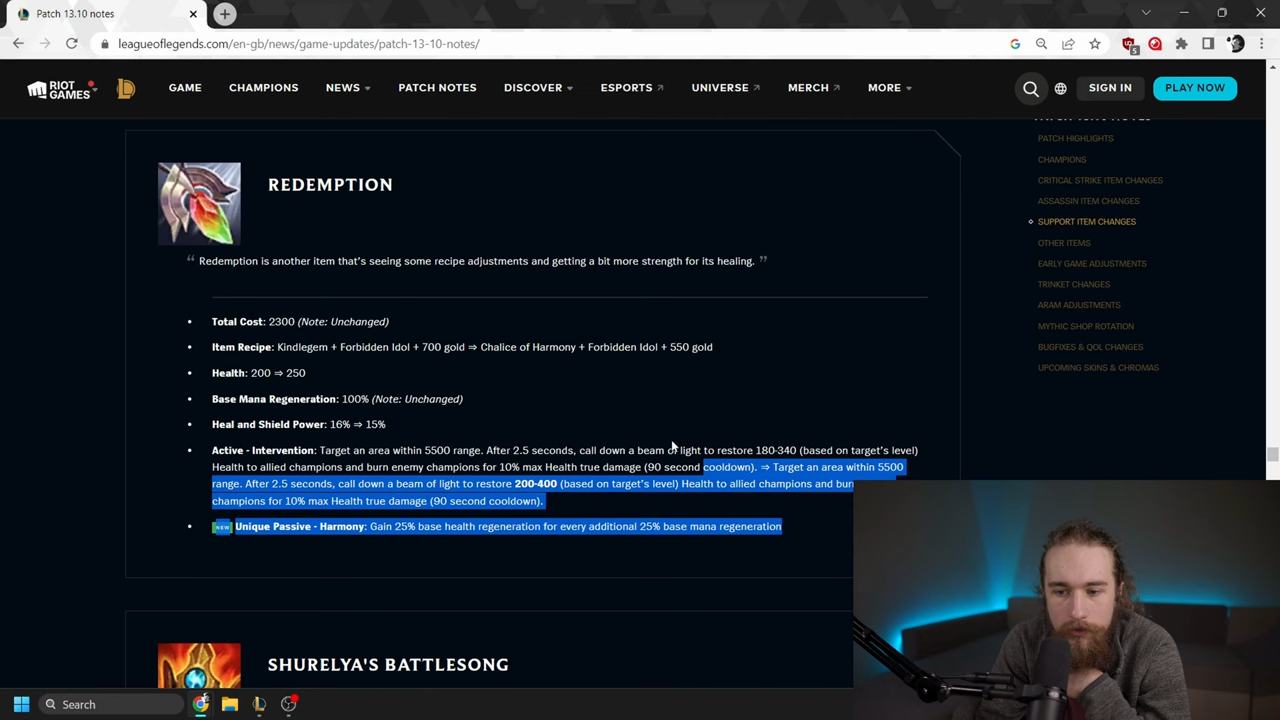 Patch 13.10 notes
leagueoflegends.com/en-gb/news/game-updates/patch-13-10-notes/
5
RIOT GAMES
GAME
CHAMPIONS
NEWS
PATCH NOTES
DISCOVER
ESPORTS
UNIVERSE
MERCH
MORE
SIGN IN
PLAY NOW
REDEMPTION
“ Redemption is another item that's seeing some recipe adjustments and getting a bit more strength for its healing. ”
• Total Cost: 2300 (Note: Unchanged)
• Item Recipe: Kindlegem + Forbidden Idol + 700 gold ⇒ Chalice of Harmony + Forbidden Idol + 550 gold
• Health: 200 ⇒ 250
• Base Mana Regeneration: 100% (Note: Unchanged)
• Heal and Shield Power: 16% ⇒ 15%
• Active - Intervention: Target an area within 5500 range. After 2.5 seconds, call down a beam of light to restore 180-340 (based on target's level)
Health to allied champions and burn enemy champions for 10% max Health true damage (90 second cooldown). ⇒ Target an area within 5500
range. After 2.5 seconds, call down a beam of light to restore 200-400 (based on target's level) Health to allied champions and burn
champions for 10% max Health true damage (90 second cooldown).
• NEW Unique Passive - Harmony: Gain 25% base health regeneration for every additional 25% base mana regeneration
SHURELYA'S BATTLESONG
PATCH HIGHLIGHTS
CHAMPIONS
CRITICAL STRIKE ITEM CHANGES
ASSASSIN ITEM CHANGES
SUPPORT ITEM CHANGES
OTHER ITEMS
EARLY GAME ADJUSTMENTS
TRINKET CHANGES
ARAM ADJUSTMENTS
MYTHIC SHOP ROTATION
BUGFIXES & QOL CHANGES
UPCOMING SKINS & CHROMAS
Search